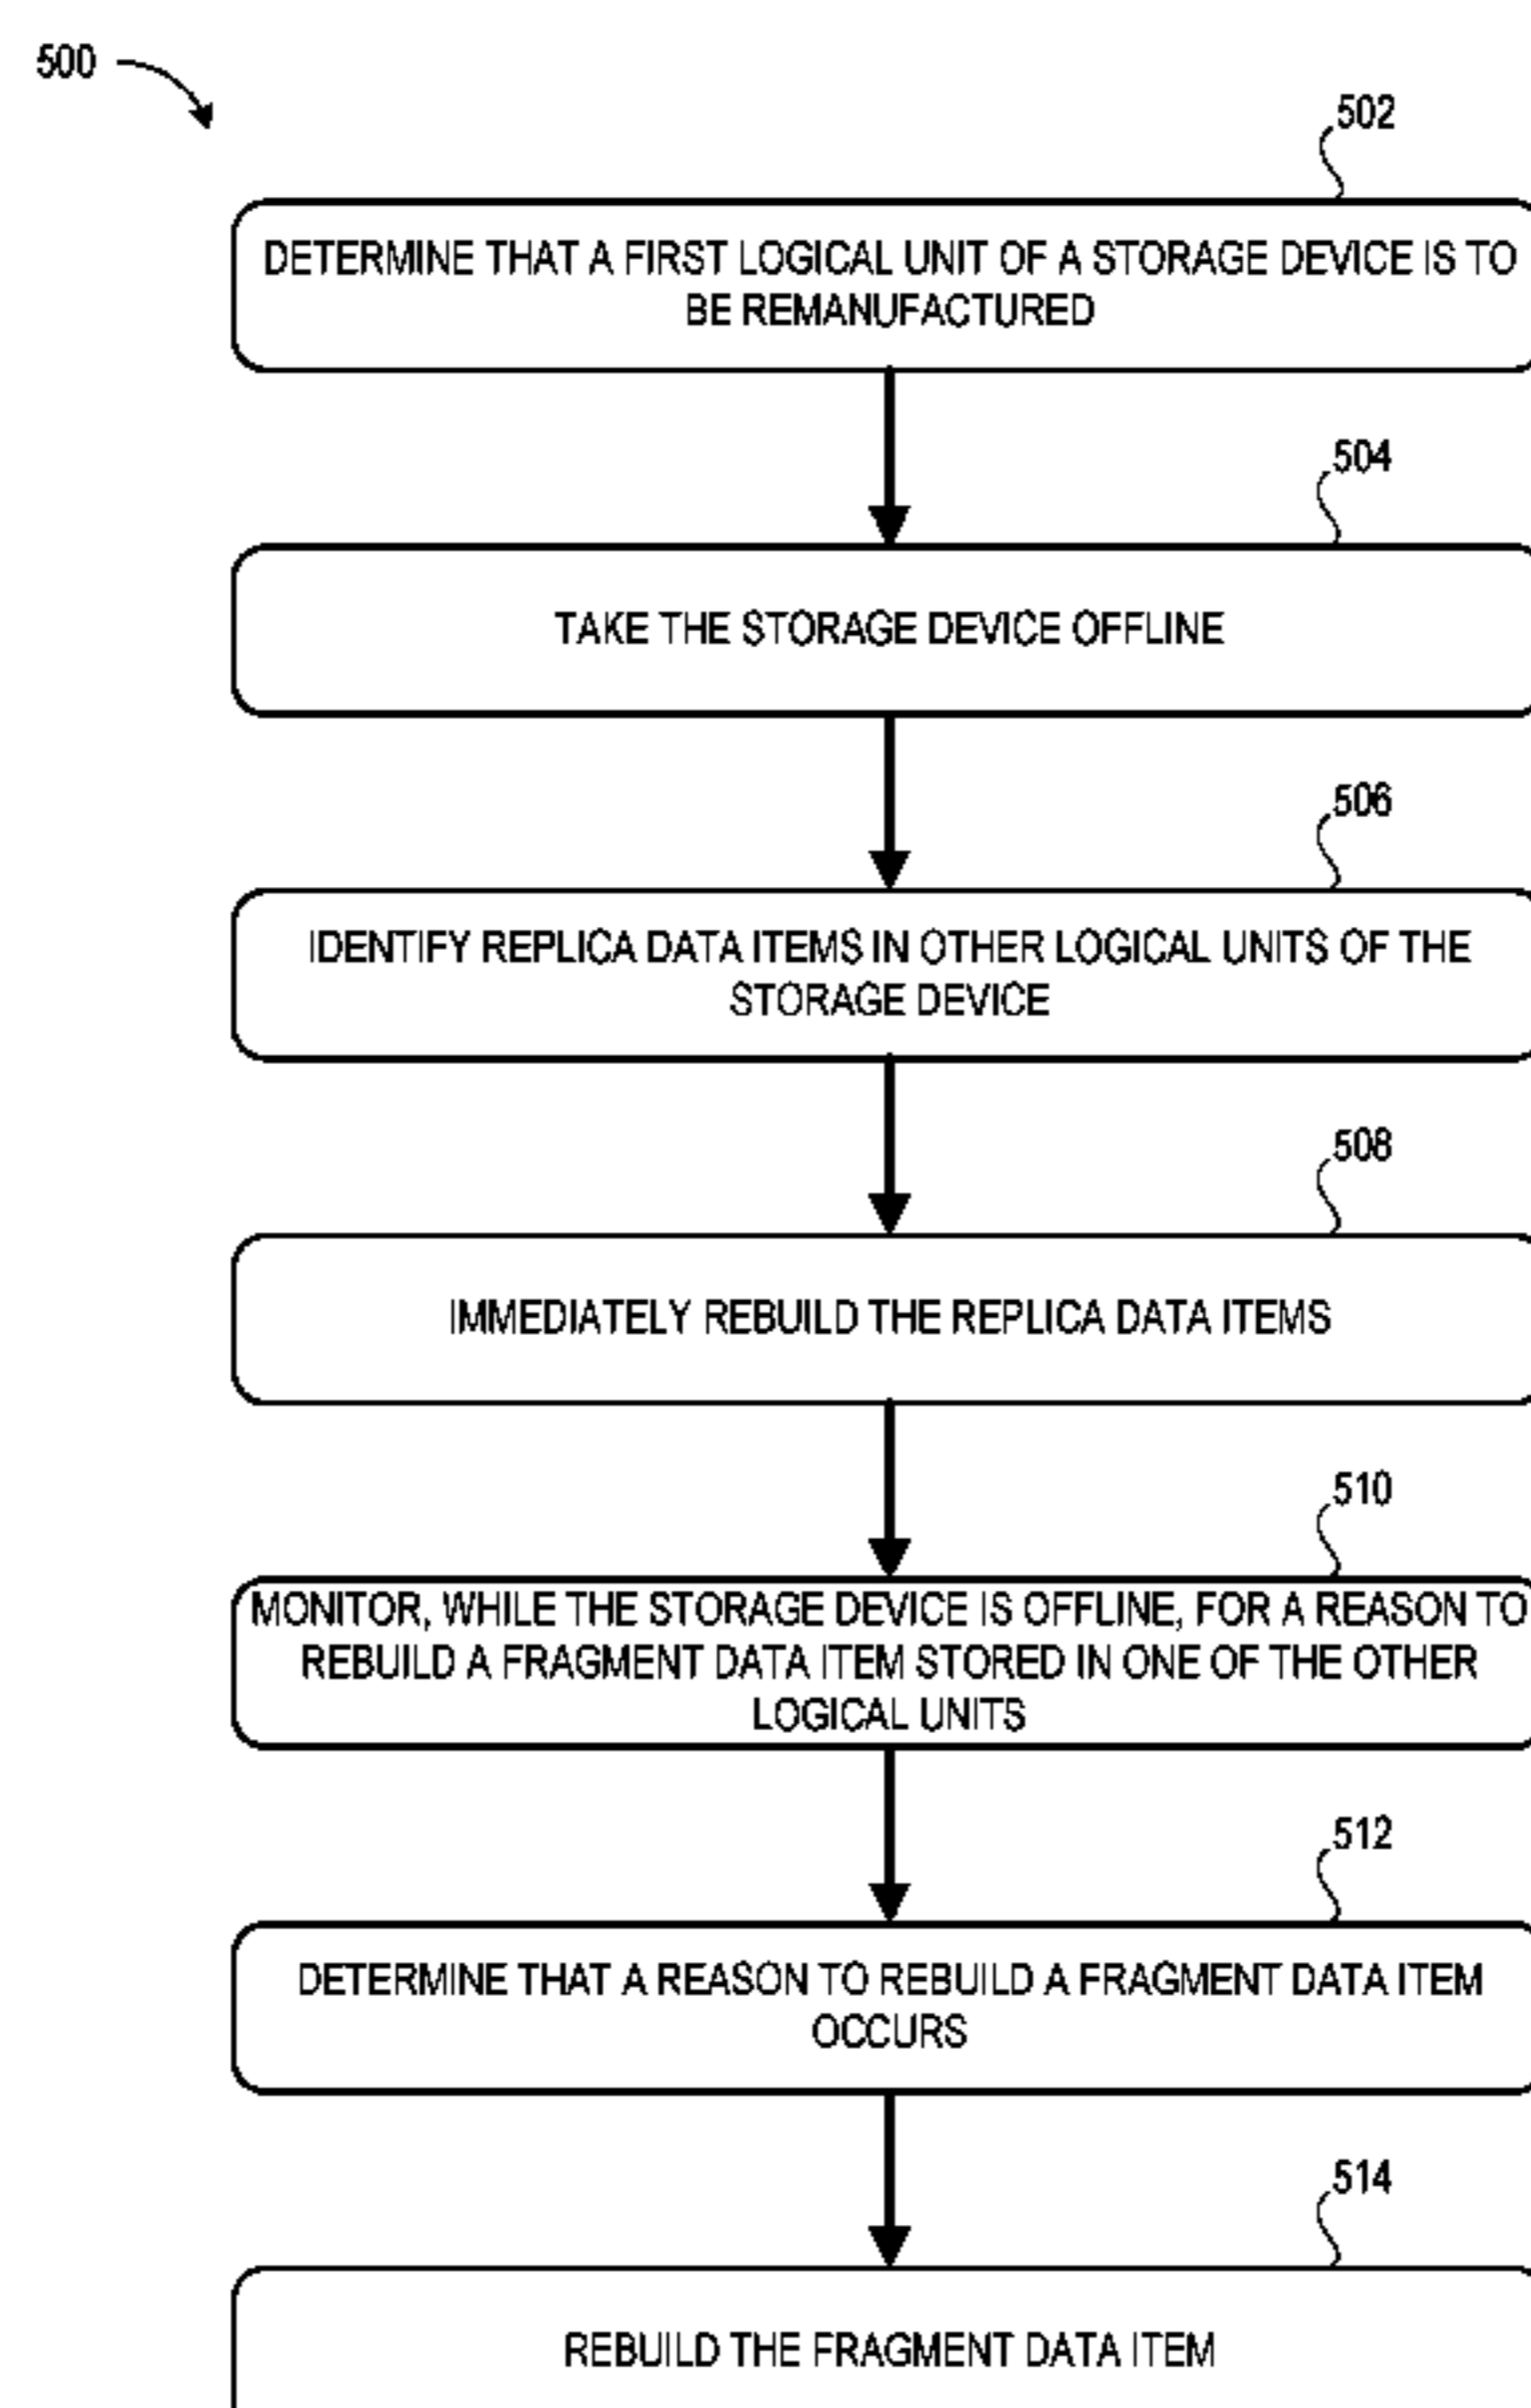 500
502
DETERMINE THAT A FIRST LOGICAL UNIT OF A STORAGE DEVICE IS TO
BE REMANUFACTURED
504
TAKE THE STORAGE DEVICE OFFLINE
506
IDENTIFY REPLICA DATA ITEMS IN OTHER LOGICAL UNITS OF THE
STORAGE DEVICE
508
IMMEDIATELY REBUILD THE REPLICA DATA ITEMS
510
MONITOR, WHILE THE STORAGE DEVICE IS OFFLINE, FOR A REASON TO
REBUILD A FRAGMENT DATA ITEM STORED IN ONE OF THE OTHER
LOGICAL UNITS
512
DETERMINE THAT A REASON TO REBUILD A FRAGMENT DATA ITEM
OCCURS
514
REBUILD THE FRAGMENT DATA ITEM